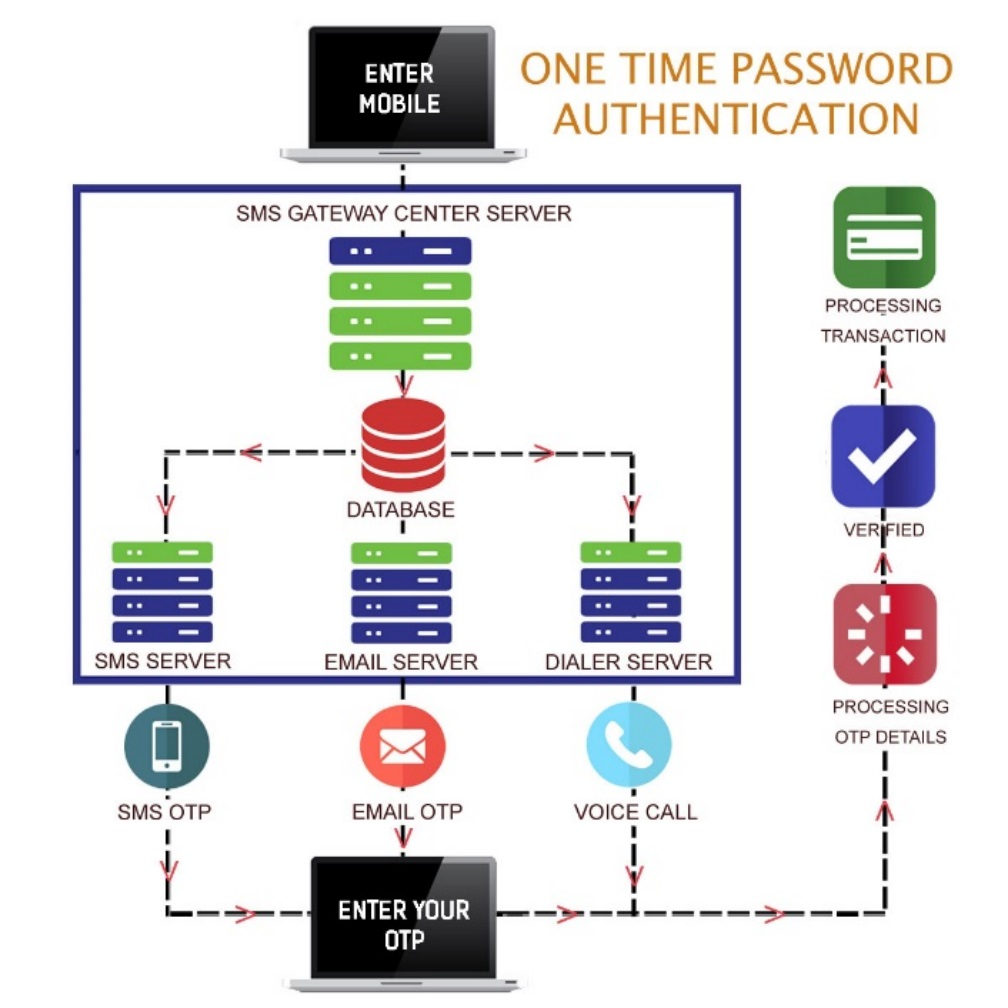 ENTER
MOBILE
ONE TIME PASSWORD
AUTHENTICATION
SMS GATEWAY CENTER SERVER
DATABASE
SMS SERVER
EMAIL SERVER
DIALER SERVER
SMS OTP
EMAIL OTP
VOICE CALL
ENTER YOUR
OTP
PROCESSING
OTP DETAILS
VERIFIED
PROCESSING
TRANSACTION